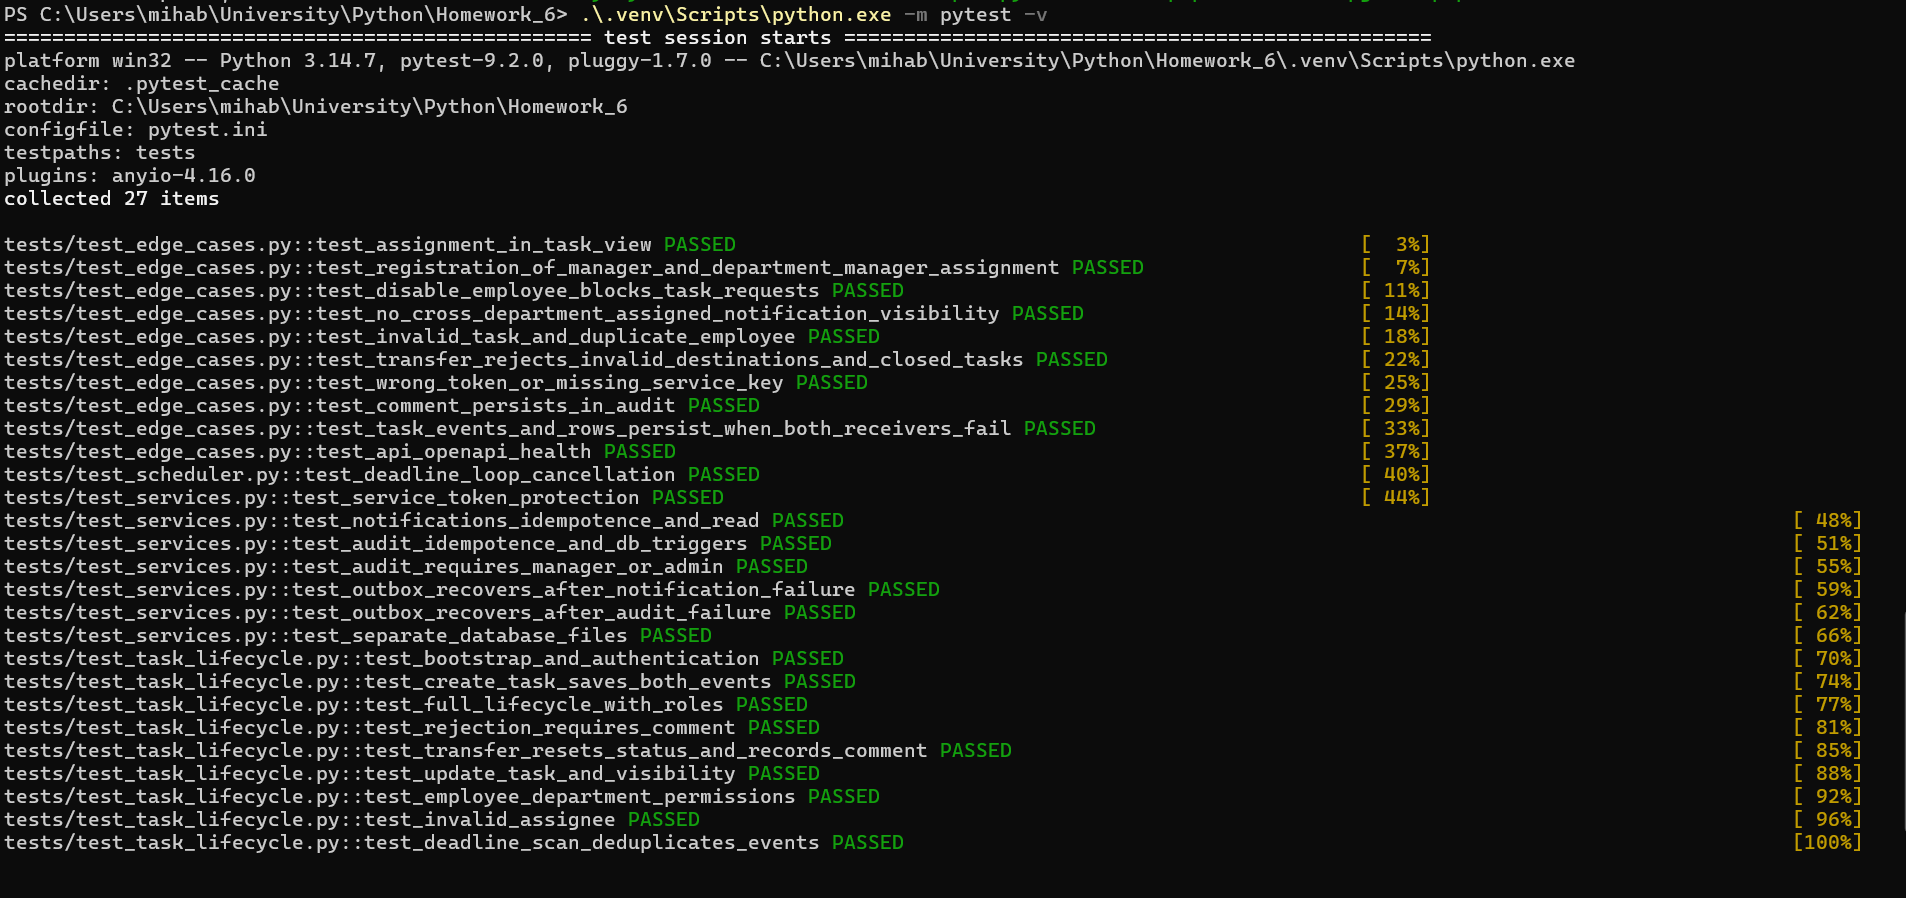 PS C:\Users\mihab\University\Python\Homework_6> .\.venv\Scripts\python.exe -m pytest -v
================================================= test session starts =================================================
platform win32 -- Python 3.14.7, pytest-9.2.0, pluggy-1.7.0 -- C:\Users\mihab\University\Python\Homework_6\.venv\Scripts\python.exe
cachedir: .pytest_cache
rootdir: C:\Users\mihab\University\Python\Homework_6
configfile: pytest.ini
testpaths: tests
plugins: anyio-4.16.0
collected 27 items

tests/test_edge_cases.py::test_assignment_in_task_view PASSED [  3%]
tests/test_edge_cases.py::test_registration_of_manager_and_department_manager_assignment PASSED [  7%]
tests/test_edge_cases.py::test_disable_employee_blocks_task_requests PASSED [ 11%]
tests/test_edge_cases.py::test_no_cross_department_assigned_notification_visibility PASSED [ 14%]
tests/test_edge_cases.py::test_invalid_task_and_duplicate_employee PASSED [ 18%]
tests/test_edge_cases.py::test_transfer_rejects_invalid_destinations_and_closed_tasks PASSED [ 22%]
tests/test_edge_cases.py::test_wrong_token_or_missing_service_key PASSED [ 25%]
tests/test_edge_cases.py::test_comment_persists_in_audit PASSED [ 29%]
tests/test_edge_cases.py::test_task_events_and_rows_persist_when_both_receivers_fail PASSED [ 33%]
tests/test_edge_cases.py::test_api_openapi_health PASSED [ 37%]
tests/test_scheduler.py::test_deadline_loop_cancellation PASSED [ 40%]
tests/test_services.py::test_service_token_protection PASSED [ 44%]
tests/test_services.py::test_notifications_idempotence_and_read PASSED [ 48%]
tests/test_services.py::test_audit_idempotence_and_db_triggers PASSED [ 51%]
tests/test_services.py::test_audit_requires_manager_or_admin PASSED [ 55%]
tests/test_services.py::test_outbox_recovers_after_notification_failure PASSED [ 59%]
tests/test_services.py::test_outbox_recovers_after_audit_failure PASSED [ 62%]
tests/test_services.py::test_separate_database_files PASSED [ 66%]
tests/test_task_lifecycle.py::test_bootstrap_and_authentication PASSED [ 70%]
tests/test_task_lifecycle.py::test_create_task_saves_both_events PASSED [ 74%]
tests/test_task_lifecycle.py::test_full_lifecycle_with_roles PASSED [ 77%]
tests/test_task_lifecycle.py::test_rejection_requires_comment PASSED [ 81%]
tests/test_task_lifecycle.py::test_transfer_resets_status_and_records_comment PASSED [ 85%]
tests/test_task_lifecycle.py::test_update_task_and_visibility PASSED [ 88%]
tests/test_task_lifecycle.py::test_employee_department_permissions PASSED [ 92%]
tests/test_task_lifecycle.py::test_invalid_assignee PASSED [ 96%]
tests/test_task_lifecycle.py::test_deadline_scan_deduplicates_events PASSED [100%]